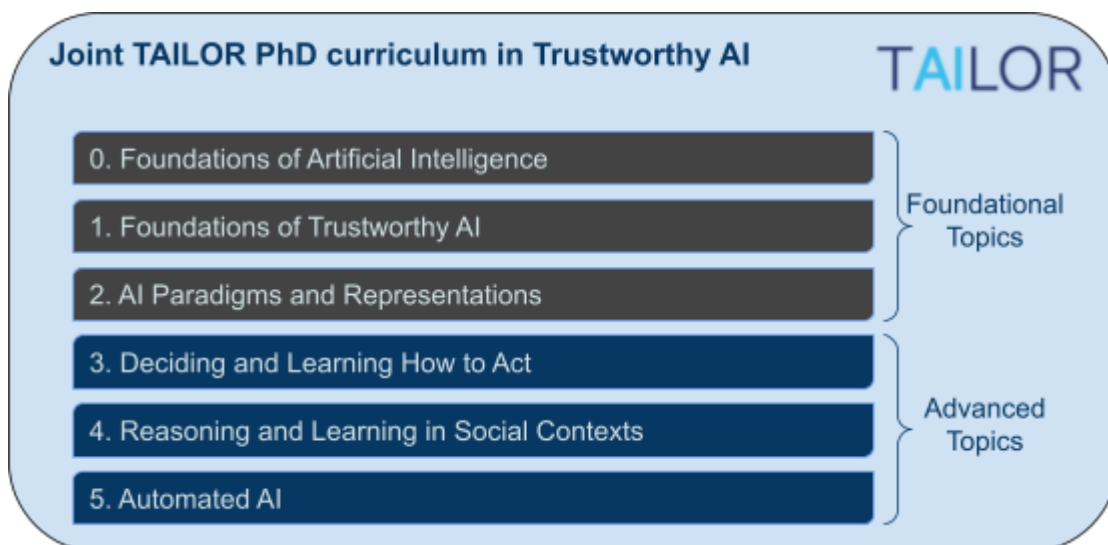 Joint TAILOR PhD curriculum in Trustworthy AI
TAILOR
0. Foundations of Artificial Intelligence
1. Foundations of Trustworthy AI
2. AI Paradigms and Representations
Foundational
Topics
3. Deciding and Learning How to Act
4. Reasoning and Learning in Social Contexts
5. Automated AI
Advanced
Topics